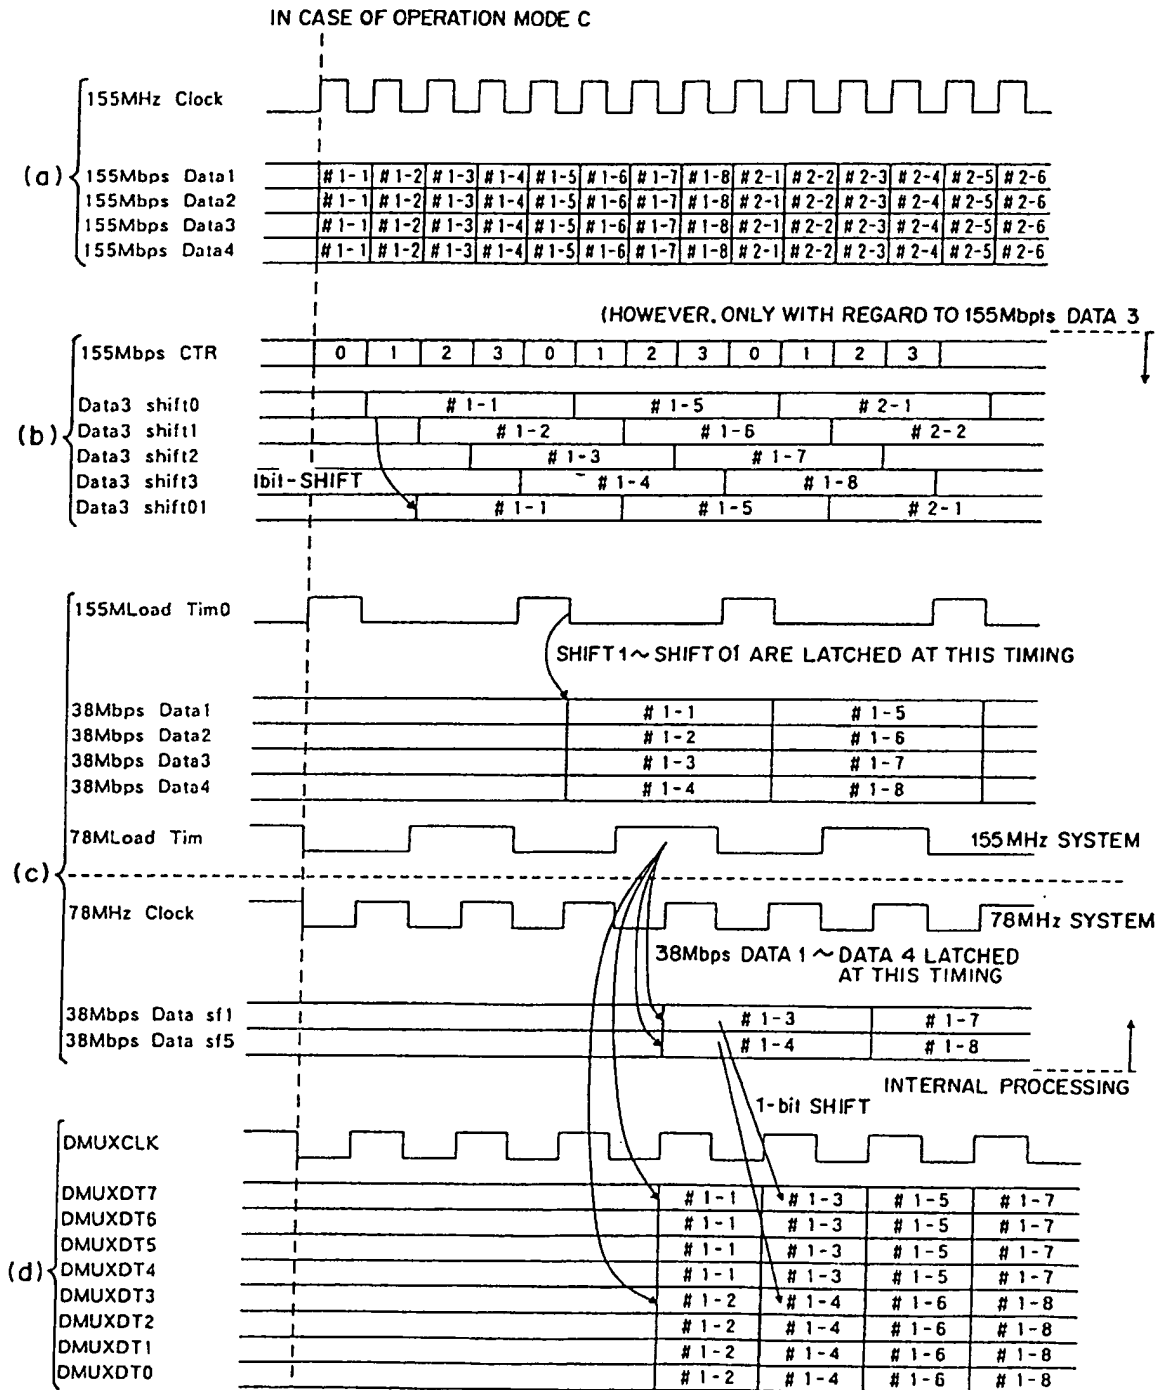 IN CASE OF OPERATION MODE C
(a)
155MHz Clock
155Mbps Data1 #1-1 #1-2 #1-3 #1-4 #1-5 #1-6 #1-7 #1-8 #2-1 #2-2 #2-3 #2-4 #2-5 #2-6
155Mbps Data2 #1-1 #1-2 #1-3 #1-4 #1-5 #1-6 #1-7 #1-8 #2-1 #2-2 #2-3 #2-4 #2-5 #2-6
155Mbps Data3 #1-1 #1-2 #1-3 #1-4 #1-5 #1-6 #1-7 #1-8 #2-1 #2-2 #2-3 #2-4 #2-5 #2-6
155Mbps Data4 #1-1 #1-2 #1-3 #1-4 #1-5 #1-6 #1-7 #1-8 #2-1 #2-2 #2-3 #2-4 #2-5 #2-6
(HOWEVER, ONLY WITH REGARD TO 155Mbpts DATA 3
(b)
155Mbps CTR 0 1 2 3 0 1 2 3 0 1 2 3
Data3 shift0 #1-1 #1-5 #2-1
Data3 shift1 #1-2 #1-6 #2-2
Data3 shift2 #1-3 #1-7
Data3 shift3 1bit-SHIFT #1-4 #1-8
Data3 shift01 #1-1 #1-5 #2-1
(c)
155MLoad Tim0
SHIFT1~SHIFT01 ARE LATCHED AT THIS TIMING
38Mbps Data1 #1-1 #1-5
38Mbps Data2 #1-2 #1-6
38Mbps Data3 #1-3 #1-7
38Mbps Data4 #1-4 #1-8
78MLoad Tim 155MHz SYSTEM
78MHz Clock 78MHz SYSTEM
38Mbps DATA 1~DATA 4 LATCHED
AT THIS TIMING
38Mbps Data sf1 #1-3 #1-7
38Mbps Data sf5 #1-4 #1-8
INTERNAL PROCESSING
1-bit SHIFT
(d)
DMUXCLK
DMUXDT7 #1-1 #1-3 #1-5 #1-7
DMUXDT6 #1-1 #1-3 #1-5 #1-7
DMUXDT5 #1-1 #1-3 #1-5 #1-7
DMUXDT4 #1-1 #1-3 #1-5 #1-7
DMUXDT3 #1-2 #1-4 #1-6 #1-8
DMUXDT2 #1-2 #1-4 #1-6 #1-8
DMUXDT1 #1-2 #1-4 #1-6 #1-8
DMUXDT0 #1-2 #1-4 #1-6 #1-8